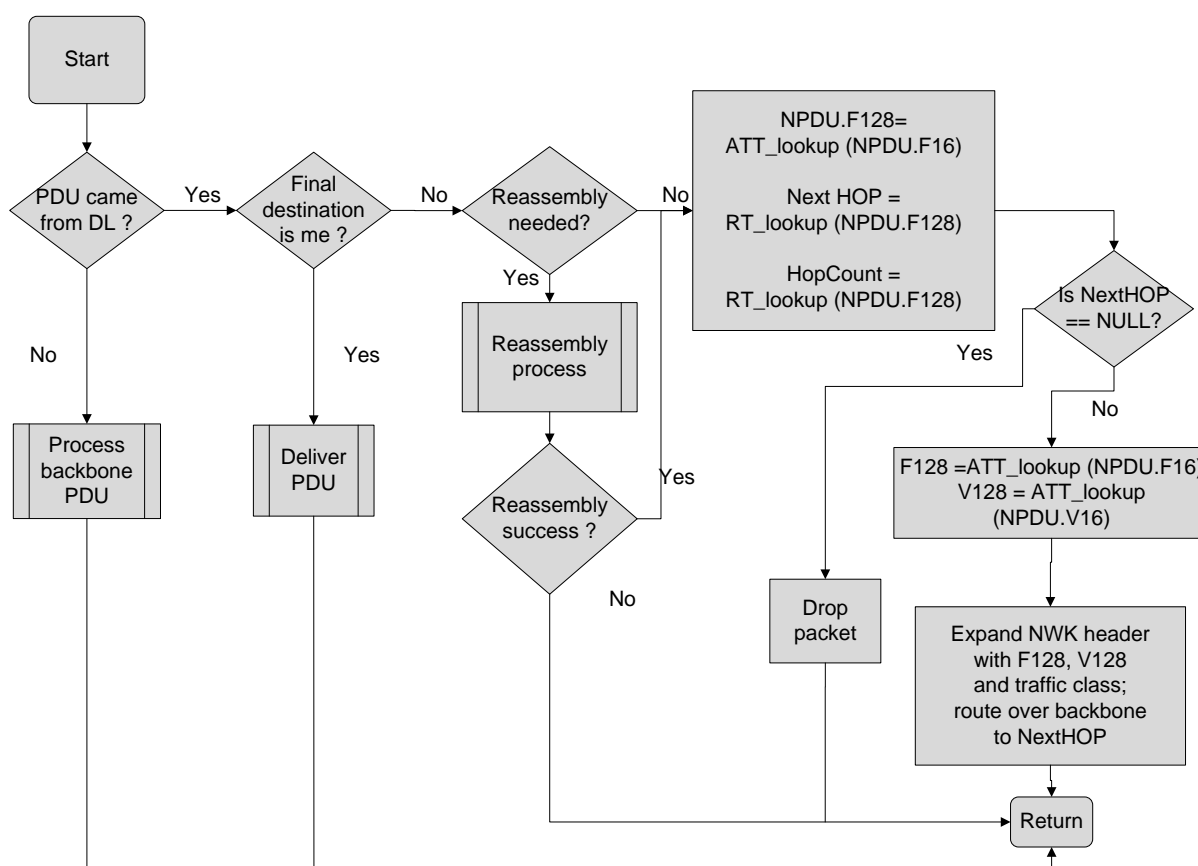 Start
PDU came
from DL ?
Yes
Final
destination
is me ?
No
Reassembly
needed?
No
NPDU.F128=
ATT_lookup (NPDU.F16)
Next HOP =
RT_lookup (NPDU.F128)
HopCount =
RT_lookup (NPDU.F128)
Is NextHOP
== NULL?
Yes
No
No
Yes
Yes
Reassembly
process
Process
backbone
PDU
Deliver
PDU
Reassembly
success ?
Yes
No
F128 =ATT_lookup (NPDU.F16)
V128 = ATT_lookup
(NPDU.V16)
Drop
packet
Expand NWK header
with F128, V128
and traffic class;
route over backbone
to NextHOP
Return